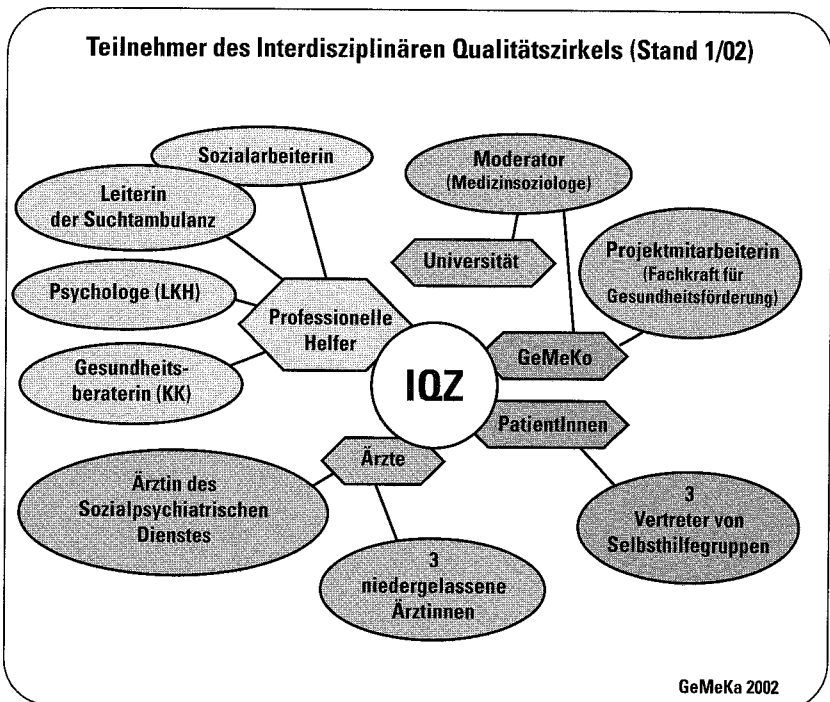 Teilnehmer des Interdisziplinären Qualitätszirkels (Stand 1/02)
Sozialarbeiterin
Leiterin
der Suchtambulanz
Psychologe (LKH)
Gesundheits-
beraterin (KK)
Professionelle
Helfer
Moderator
(Medizinsoziologe)
Universität
Projektmitarbeiterin
(Fachkraft für
Gesundheitsförderung)
GeMeKo
IQZ
PatientInnen
Ärzte
Ärztin des
Sozialpsychiatrischen
Dienstes
3
niedergelassene
Ärztinnen
3
Vertreter von
Selbsthilfegruppen
GeMeKa 2002